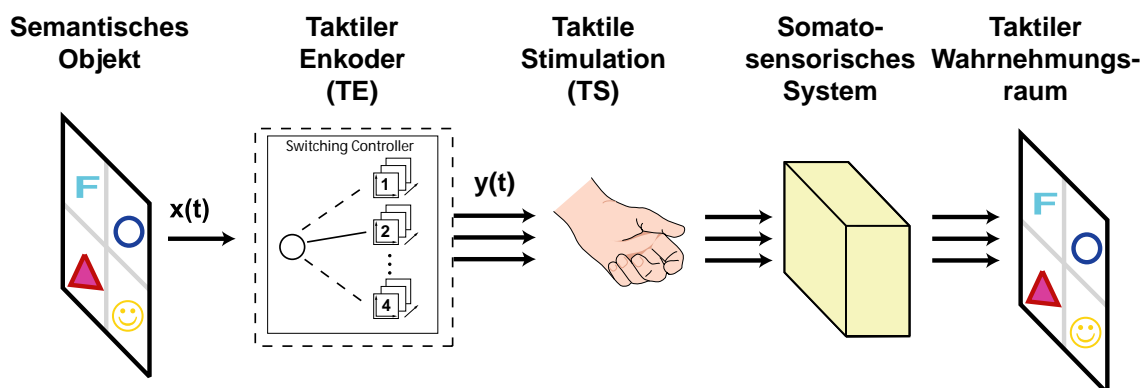 Semantisches
Objekt
Taktiler
Enkoder
(TE)
Taktile
Stimulation
(TS)
Somato-
sensorisches
System
Taktiler
Wahrnehmungs-
raum
F
x(t)
Switching Controller
1
2
4
y(t)
F